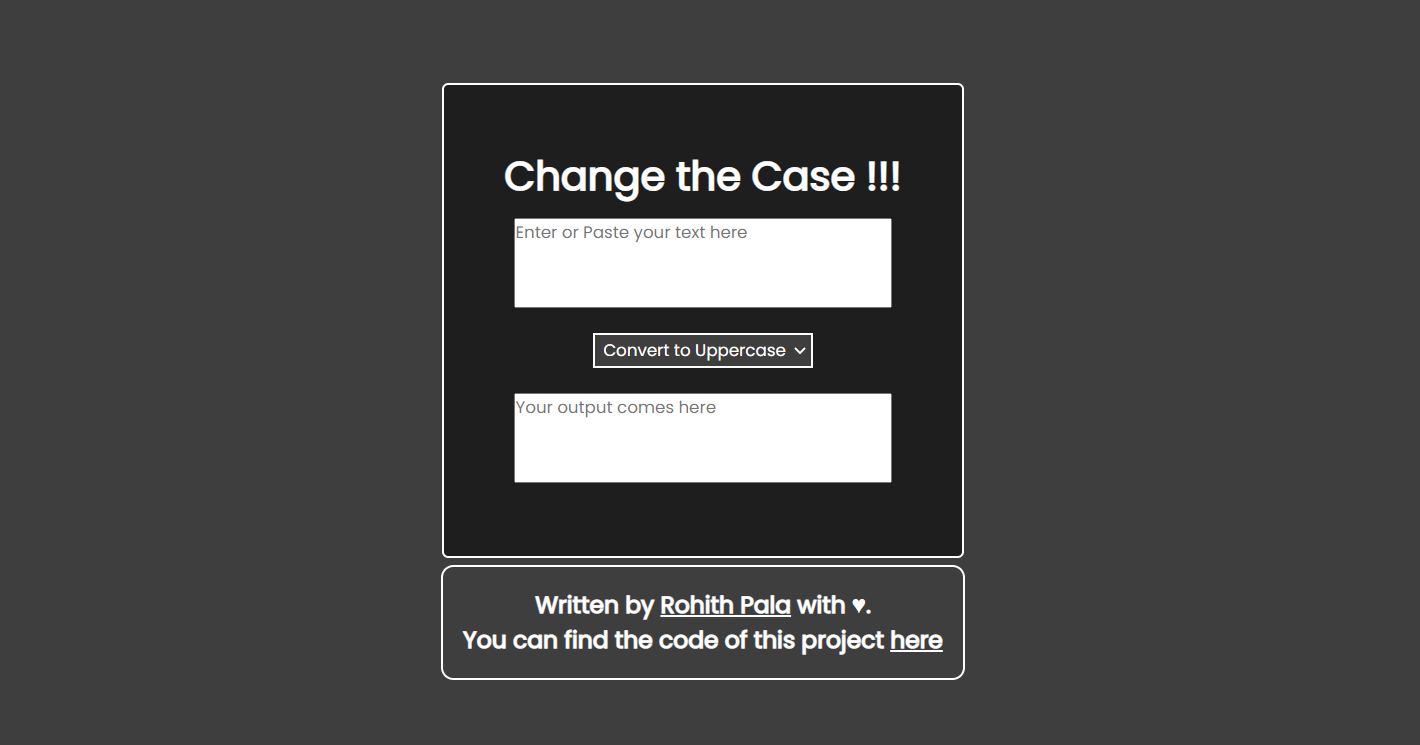 Change the Case !!!
Enter or Paste your text here
Convert to Uppercase
Your output comes here
Written by Rohith Pala with ♥.
You can find the code of this project here